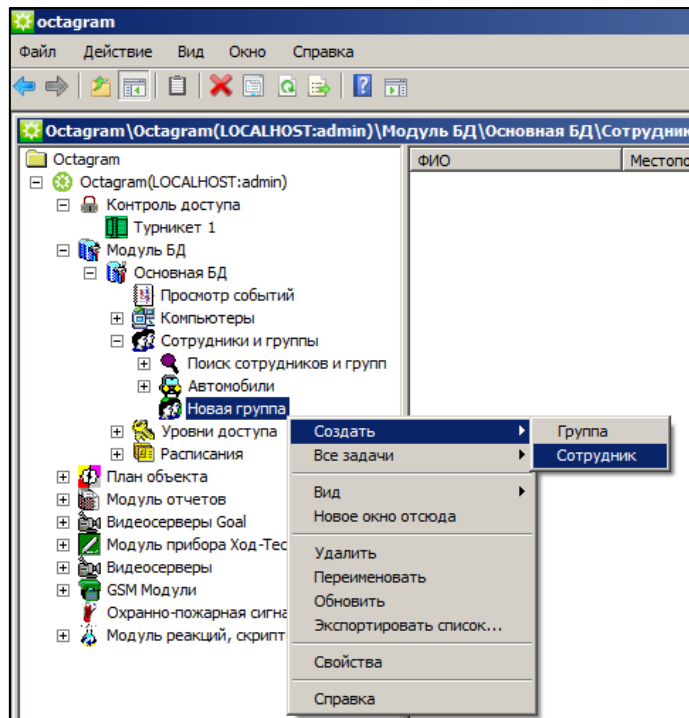 octagram
Файл Действие Вид Окно Справка
Octagram\Octagram(LOCALHOST:admin)\Модуль БД\Основная БД\Сотрудник
Octagram
ФИО Местопо
Octagram(LOCALHOST:admin)
Контроль доступа
Турникет 1
Модуль БД
Основная БД
Просмотр событий
Компьютеры
Сотрудники и группы
Поиск сотрудников и групп
Автомобили
Новая группа
Уровни доступа
Расписания
План объекта
Модуль отчетов
Видеосерверы Goal
Модуль прибора Ход-Тес
Видеосерверы
GSM Модули
Охранно-пожарная сигна
Модуль реакций, скрипт
Создать
Все задачи
Вид
Новое окно отсюда
Удалить
Переименовать
Обновить
Экспортировать список...
Свойства
Справка
Группа
Сотрудник